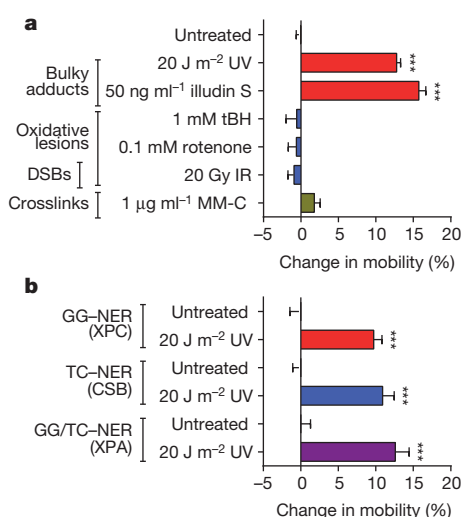 a
Untreated
Bulky adducts
20 J m⁻² UV
***
50 ng ml⁻¹ illudin S
***
Oxidative lesions
1 mM tBH
0.1 mM rotenone
DSBs
20 Gy IR
Crosslinks
1 μg ml⁻¹ MM-C
–5 0 5 10 15 20
Change in mobility (%)
b
GG–NER (XPC)
Untreated
20 J m⁻² UV
***
TC–NER (CSB)
Untreated
20 J m⁻² UV
***
GG/TC–NER (XPA)
Untreated
20 J m⁻² UV
***
–5 0 5 10 15 20
Change in mobility (%)